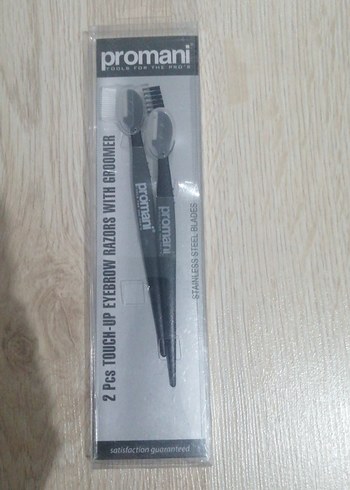 promani
TOOLS FOR THE PRO'S
2 Pcs TOUCH-UP EYEBROW RAZORS WITH GROOMER
promani
promani
STAINLESS STEEL BLADES
satisfaction guaranteed